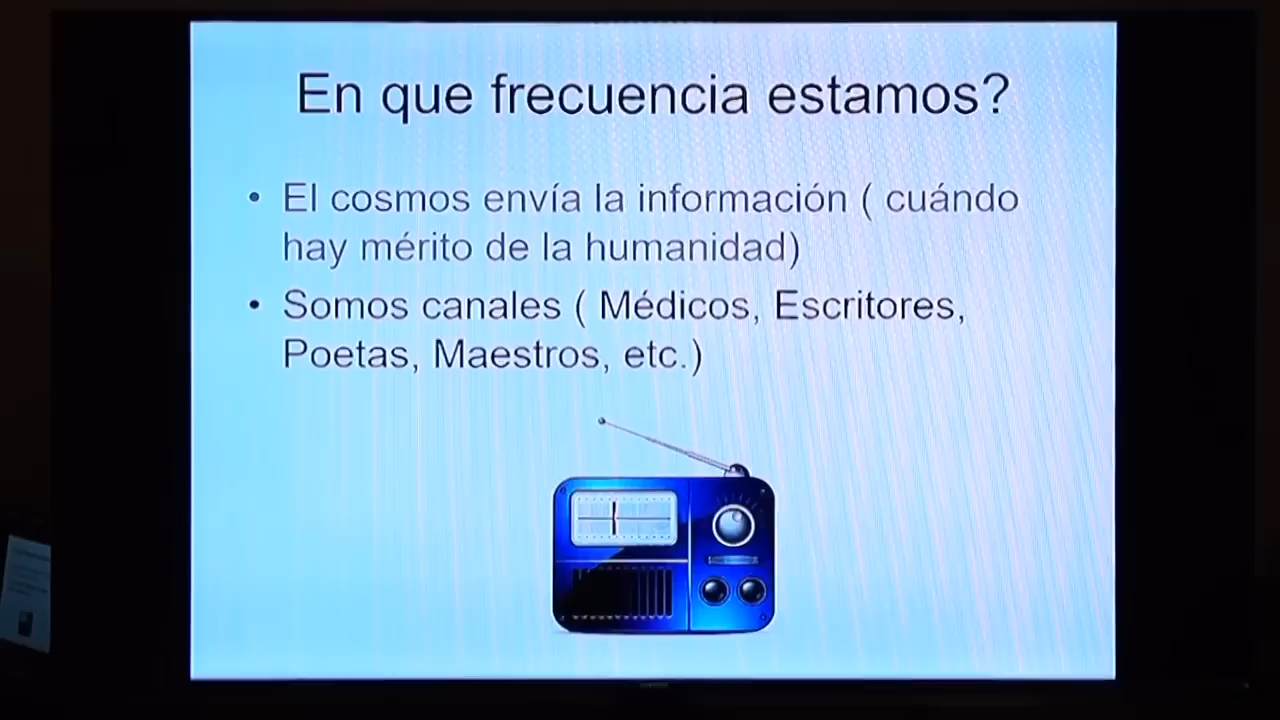 En que frecuencia estamos?
• El cosmos envía la información ( cuándo
hay mérito de la humanidad)
• Somos canales ( Médicos, Escritores,
Poetas, Maestros, etc.)